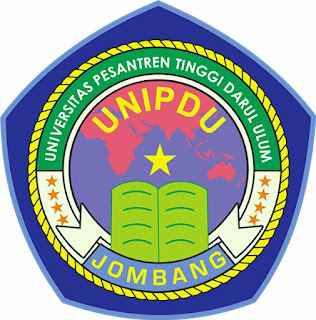 UNIVERSITAS PESANTREN TINGGI DARUL ULUM
UNIPDU
JOMBANG